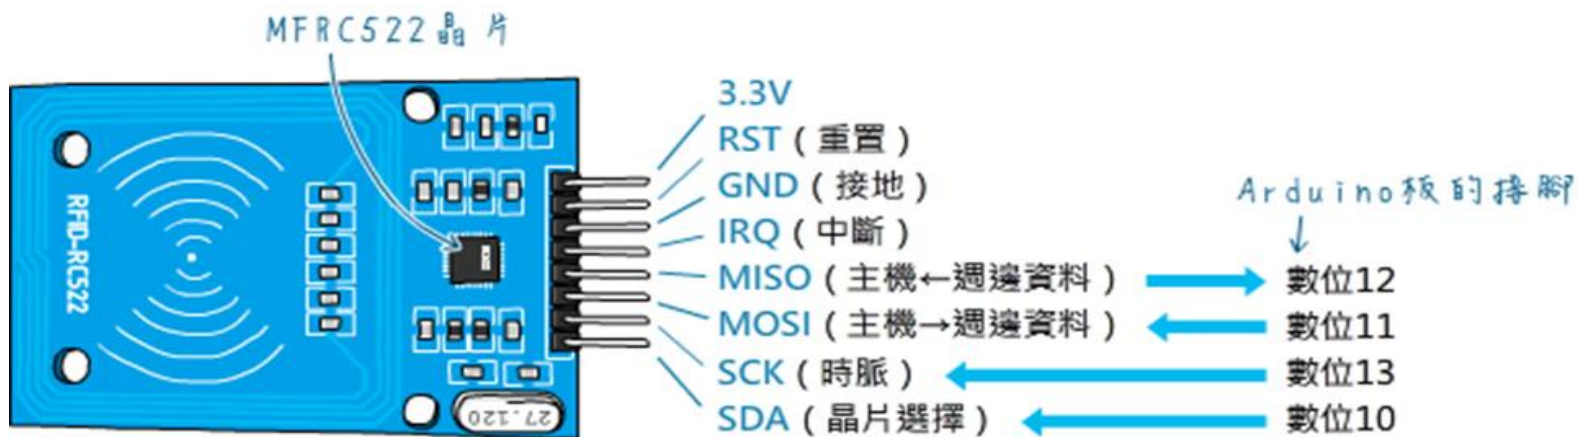 MFRC522晶片
3.3V
RST（重置）
GND（接地）
Arduino板的接腳
IRQ（中斷）
MISO（主機←週邊資料）
數位12
MOSI（主機→週邊資料）
數位11
SCK（時脈）
數位13
SDA（晶片選擇）
數位10
RFID-RC522
27.120